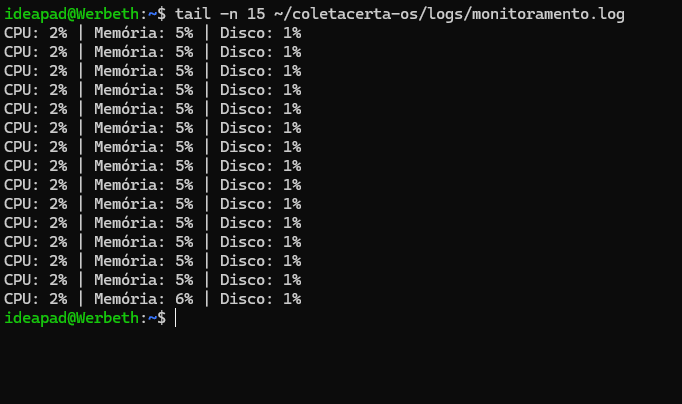 ideapad@Werbeth:~$ tail -n 15 ~/coletacerta-os/logs/monitoramento.log
CPU: 2% | Memória: 5% | Disco: 1%
CPU: 2% | Memória: 5% | Disco: 1%
CPU: 2% | Memória: 5% | Disco: 1%
CPU: 2% | Memória: 5% | Disco: 1%
CPU: 2% | Memória: 5% | Disco: 1%
CPU: 2% | Memória: 5% | Disco: 1%
CPU: 2% | Memória: 5% | Disco: 1%
CPU: 2% | Memória: 5% | Disco: 1%
CPU: 2% | Memória: 5% | Disco: 1%
CPU: 2% | Memória: 5% | Disco: 1%
CPU: 2% | Memória: 5% | Disco: 1%
CPU: 2% | Memória: 5% | Disco: 1%
CPU: 2% | Memória: 5% | Disco: 1%
CPU: 2% | Memória: 5% | Disco: 1%
CPU: 2% | Memória: 6% | Disco: 1%
ideapad@Werbeth:~$